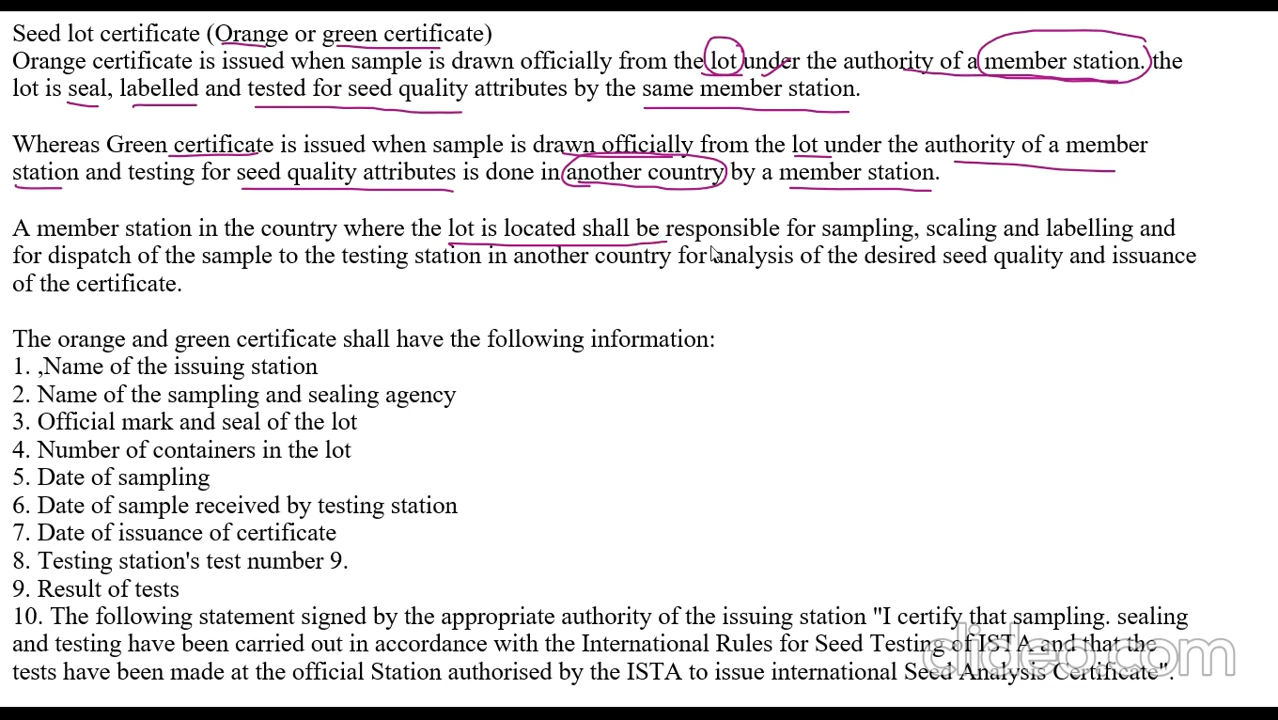 Seed lot certificate (Orange or green certificate)
Orange certificate is issued when sample is drawn officially from the lot under the authority of a member station. the
lot is seal, labelled and tested for seed quality attributes by the same member station.
Whereas Green certificate is issued when sample is drawn officially from the lot under the authority of a member
station and testing for seed quality attributes is done in another country by a member station.
A member station in the country where the lot is located shall be responsible for sampling, scaling and labelling and
for dispatch of the sample to the testing station in another country for analysis of the desired seed quality and issuance
of the certificate.
The orange and green certificate shall have the following information:
1. ,Name of the issuing station
2. Name of the sampling and sealing agency
3. Official mark and seal of the lot
4. Number of containers in the lot
5. Date of sampling
6. Date of sample received by testing station
7. Date of issuance of certificate
8. Testing station's test number 9.
9. Result of tests
10. The following statement signed by the appropriate authority of the issuing station "I certify that sampling. sealing
and testing have been carried out in accordance with the International Rules for Seed Testing of ISTA and that the
tests have been made at the official Station authorised by the ISTA to issue international Seed Analysis Certificate".
clideo.com